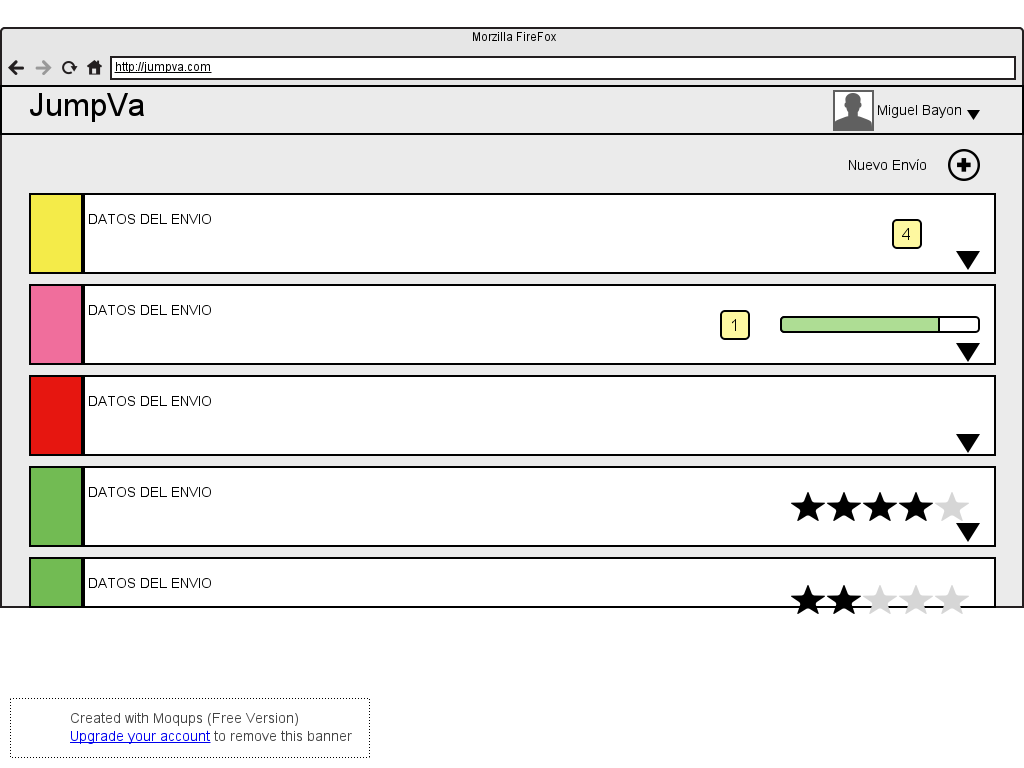 Morzilla FireFox
http://jumpva.com
JumpVa
Miguel Bayon
Nuevo Envío
DATOS DEL ENVIO
4
DATOS DEL ENVIO
1
DATOS DEL ENVIO
DATOS DEL ENVIO
DATOS DEL ENVIO
Created with Moqups (Free Version)
Upgrade your account to remove this banner